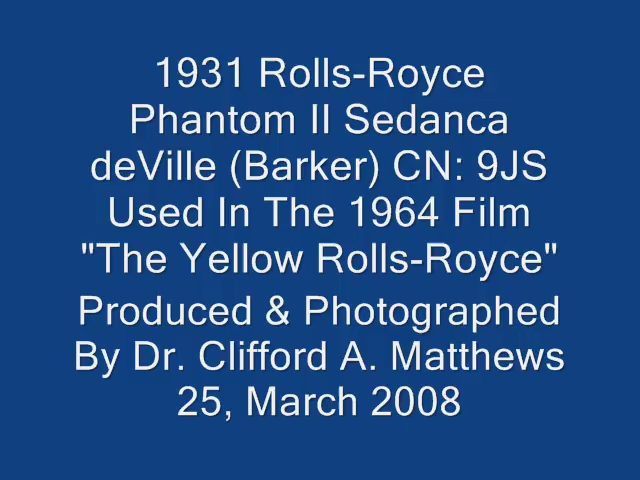 1931 Rolls-Royce
Phantom II Sedanca
deVille (Barker) CN: 9JS
Used In The 1964 Film
"The Yellow Rolls-Royce"
Produced & Photographed
By Dr. Clifford A. Matthews
25, March 2008